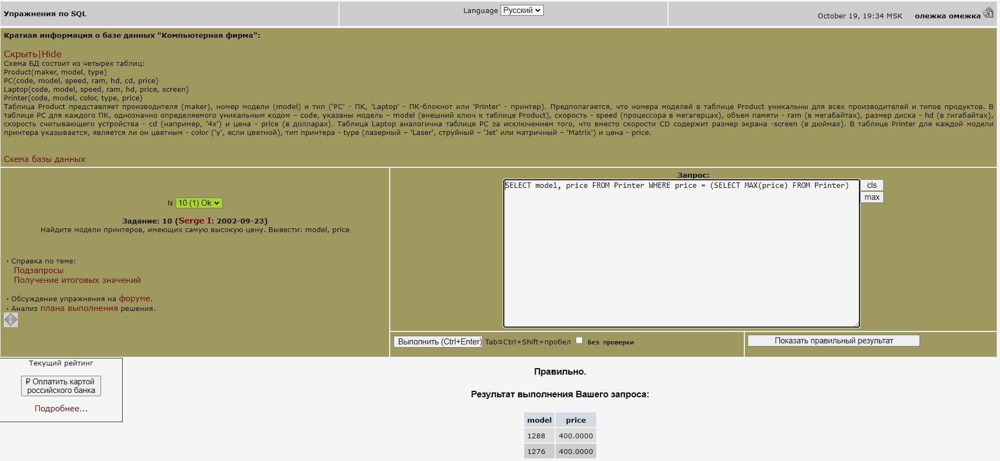 Упражнения по SQL
Language Русский
October 19, 19:34 MSK олежка омежка
Краткая информация о базе данных "Компьютерная фирма":
Скрыть|Hide
Схема БД состоит из четырех таблиц:
Product(maker, model, type)
PC(code, model, speed, ram, hd, cd, price)
Laptop(code, model, speed, ram, hd, price, screen)
Printer(code, model, color, type, price)
Таблица Product представляет производителя (maker), номер модели (model) и тип ('PC' - ПК, 'Laptop' - ПК-блокнот или 'Printer' - принтер). Предполагается, что номера моделей в таблице Product уникальны для всех производителей и типов продуктов. В
таблице PC для каждого ПК, однозначно определяемого уникальным кодом – code, указаны модель – model (внешний ключ к таблице Product), скорость - speed (процессора в мегагерцах), объем памяти - ram (в мегабайтах), размер диска - hd (в гигабайтах),
скорость считывающего устройства - cd (например, '4x') и цена - price (в долларах). Таблица Laptop аналогична таблице РС за исключением того, что вместо скорости CD содержит размер экрана -screen (в дюймах). В таблице Printer для каждой модели
принтера указывается, является ли он цветным - color ('y', если цветной), тип принтера - type (лазерный – 'Laser', струйный – 'Jet' или матричный – 'Matrix') и цена - price.
Схема базы данных
N 10 (1) Ok
Задание: 10 (Serge I: 2002-09-23)
Найдите модели принтеров, имеющих самую высокую цену. Вывести: model, price
· Справка по теме:
Подзапросы
Получение итоговых значений
· Обсуждение упражнения на форуме.
· Анализ плана выполнения решения.
Запрос:
SELECT model, price FROM Printer WHERE price = (SELECT MAX(price) FROM Printer)
cls
max
Выполнить (Ctrl+Enter) Tab≡Ctrl+Shift+пробел Без проверки
Показать правильный результат
Текущий рейтинг
₽ Оплатить картой
российского банка
Подробнее...
Правильно.
Результат выполнения Вашего запроса:
model price
1288 400.0000
1276 400.0000